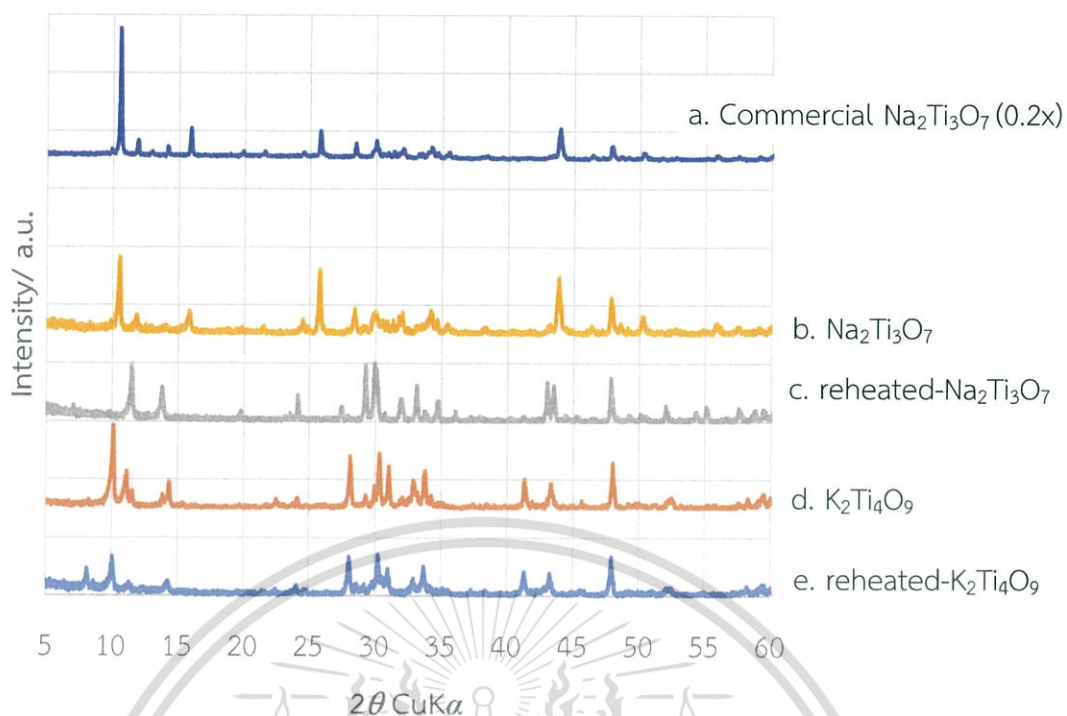 a. Commercial Na₂Ti₃O₇ (0.2x)
Intensity/ a.u.
b. Na₂Ti₃O₇
c. reheated-Na₂Ti₃O₇
d. K₂Ti₄O₉
e. reheated-K₂Ti₄O₉
5 10 15 20 25 30 35 40 45 50 55 60
2θ CuKα